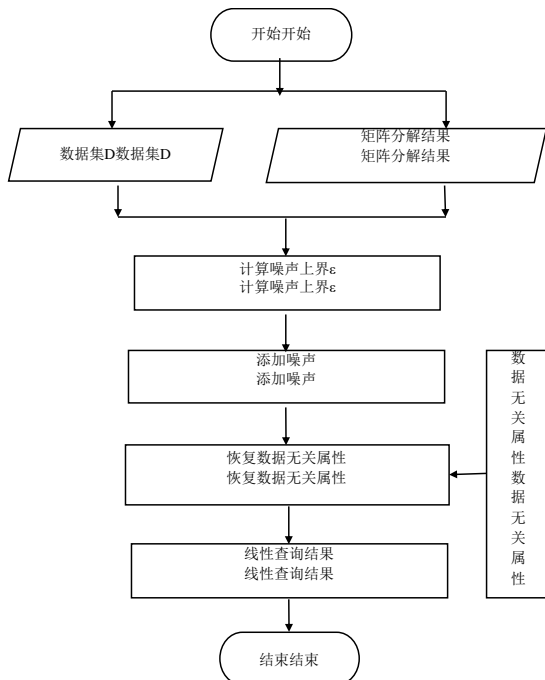 开始开始
数据集D数据集D
矩阵分解结果
矩阵分解结果
计算噪声上界ε
计算噪声上界ε
添加噪声
添加噪声
恢复数据无关属性
恢复数据无关属性
数据无关属性数据无关属性
线性查询结果
线性查询结果
结束结束